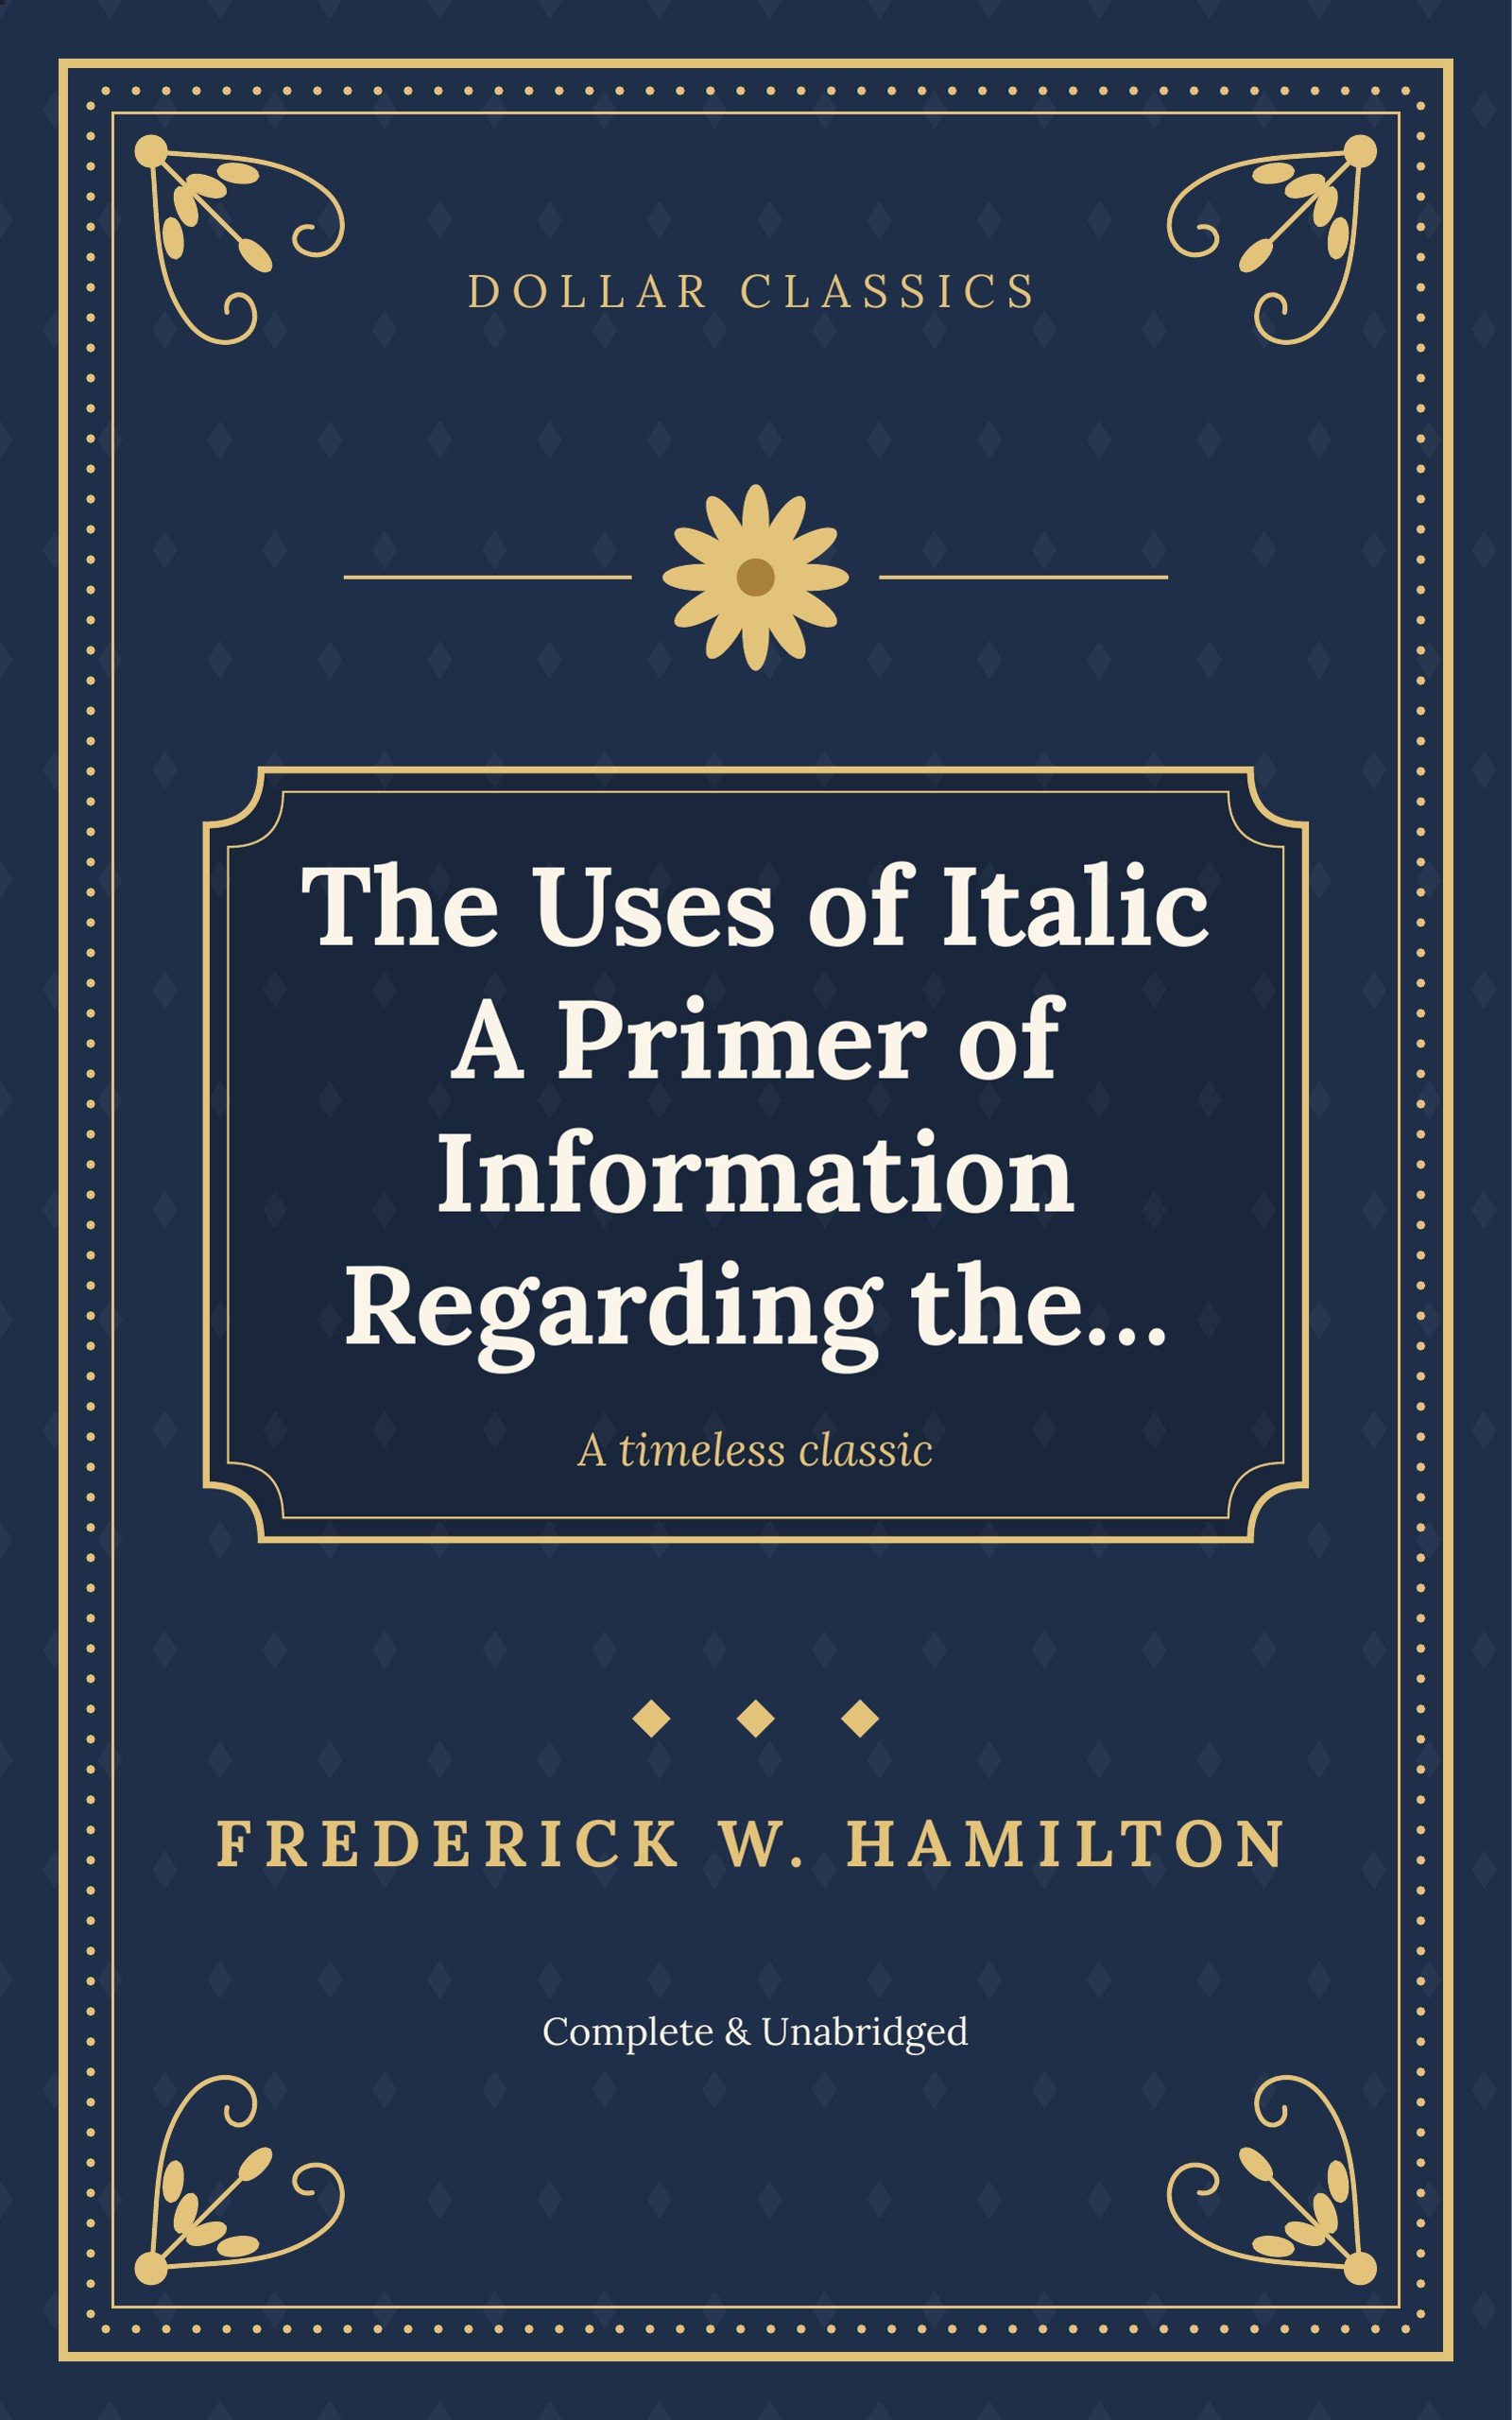 DOLLAR CLASSICS
The Uses of Italic
A Primer of
Information
Regarding the...
A timeless classic
FREDERICK W. HAMILTON
Complete & Unabridged